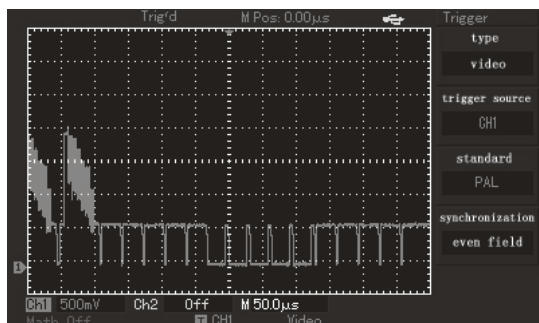 Trig'd M Pos: 0.00μs Trigger
type
video
trigger source
CH1
standard
PAL
synchronization
even field
1
Ch1 500mV Ch2 Off M 50.0μs
Math Off T CH1 Video